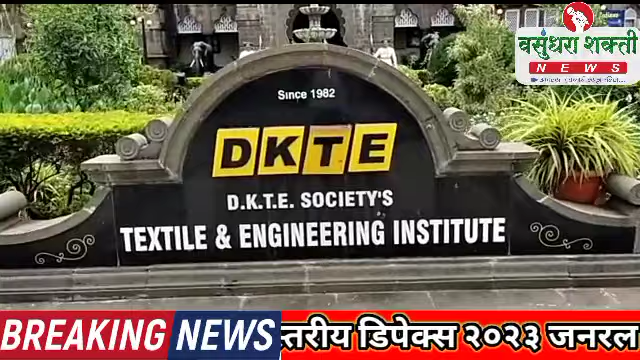 वसुंधरा शक्ती
NEWS
Since 1982
DKTE
D.K.T.E. SOCIETY'S
TEXTILE & ENGINEERING INSTITUTE
BREAKING NEWS
स्तरीय डिपेक्स २०२३ जनरल